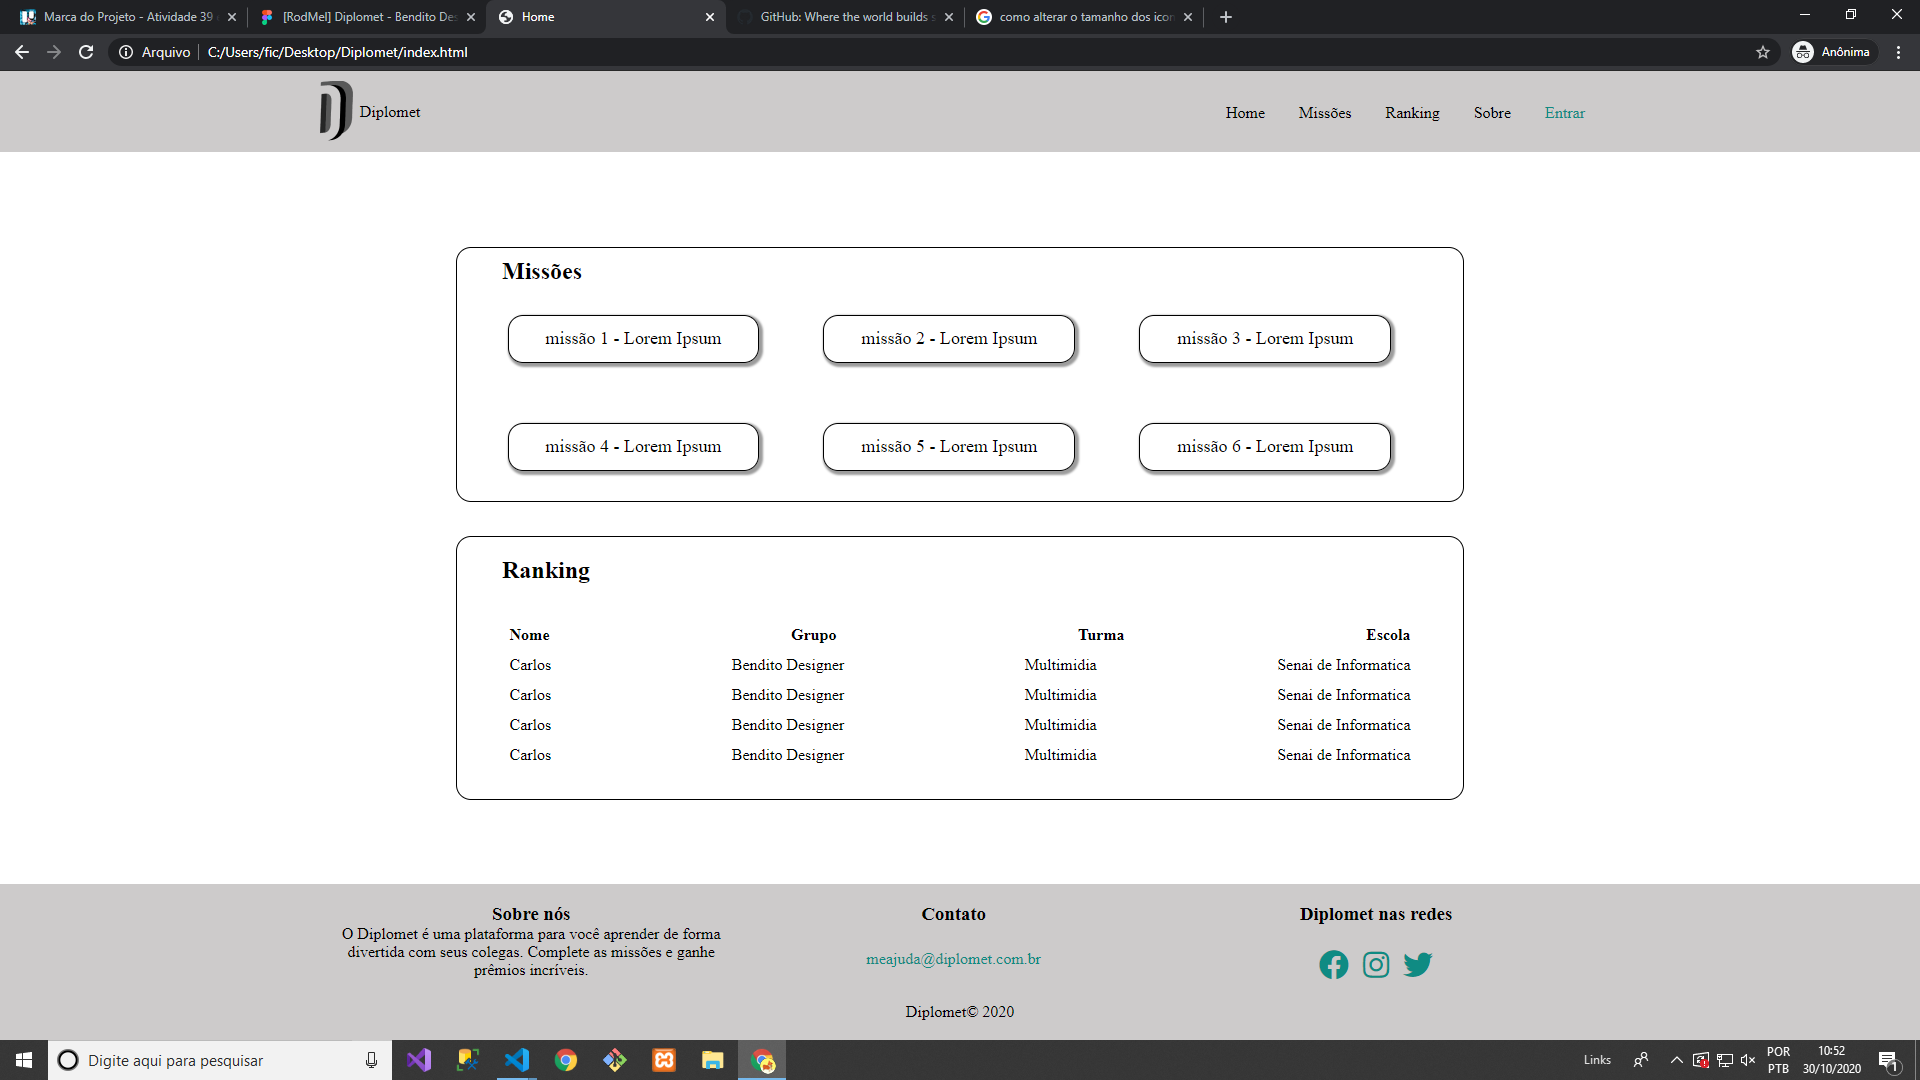 Marca do Projeto - Atividade 39
[RodMel] Diplomet - Bendito Des
Home
GitHub: Where the world builds s
como alterar o tamanho dos icon
Arquivo
C:/Users/fic/Desktop/Diplomet/index.html
Anônima
Diplomet
Home Missões Ranking Sobre Entrar
Missões
missão 1 - Lorem Ipsum
missão 2 - Lorem Ipsum
missão 3 - Lorem Ipsum
missão 4 - Lorem Ipsum
missão 5 - Lorem Ipsum
missão 6 - Lorem Ipsum
Ranking
Nome Grupo Turma Escola
Carlos Bendito Designer Multimidia Senai de Informatica
Carlos Bendito Designer Multimidia Senai de Informatica
Carlos Bendito Designer Multimidia Senai de Informatica
Carlos Bendito Designer Multimidia Senai de Informatica
Sobre nós
O Diplomet é uma plataforma para você aprender de forma
divertida com seus colegas. Complete as missões e ganhe
prêmios incríveis.
Contato
meajuda@diplomet.com.br
Diplomet nas redes
Diplomet© 2020
Digite aqui para pesquisar
Links
POR
PTB
10:52
30/10/2020
1